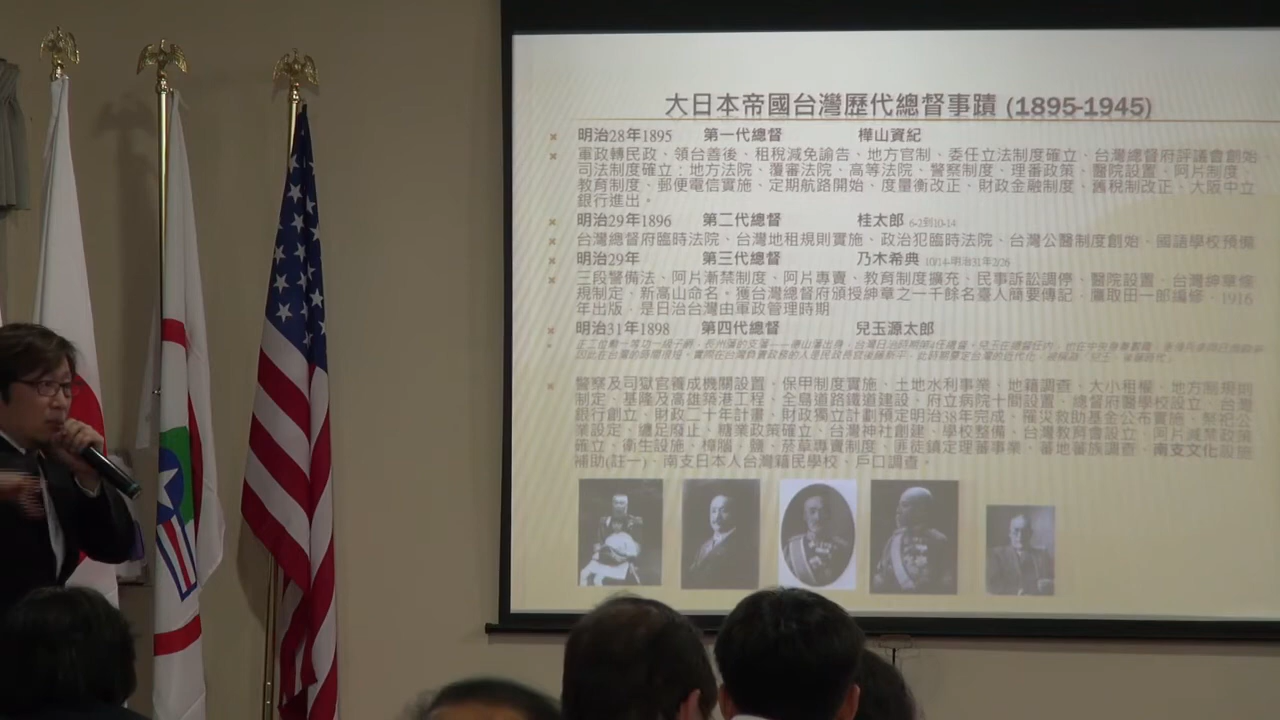 大日本帝國台灣歷代總督事蹟 (1895-1945)
明治28年1895 第一代總督 樺山資紀
軍政轉民政、領台善後、租稅減免諭告、地方官制、委任立法制度確立、台灣總督府評議會創始、
司法制度確立：地方法院、覆審法院、高等法院、警察制度、理番政策、醫院設置、阿片制度、
教育制度、郵便電信實施、定期航路開始、度量衡改正、財政金融制度、舊稅制改正、大阪中立
銀行進出。
明治29年1896 第二代總督 桂太郎 6-2到10-14
台灣總督府臨時法院、台灣地租規則實施、政治犯臨時法院、台灣公醫制度創始、國語學校預備
明治29年 第三代總督 乃木希典 10/14-明治31年2/26
三段警備法、阿片漸禁制度、阿片專賣、教育制度擴充、民事訴訟調停、醫院設置、台灣紳章條
規制定、新高山命名。獲台灣總督府頒授紳章之一千餘名臺人簡要傳記、鷹取田一郎編修、1916
年出版、是日治台灣由軍政管理時期
明治31年1898 第四代總督 兒玉源太郎
警察及司獄官養成機關設置、保甲制度實施、土地水利事業、地籍調查、大小租權、地方制規則
制定、基隆及高雄築港工程、全島道路鐵道建設、府立病院十間設置、總督府醫學校設立、台灣
銀行創立、財政二十年計畫、財政獨立計劃預定明治38年完成、罹災救助基金公布實施、祭祀公
業設定、纏足廢止、糖業政策確立、台灣神社創建、學校整備、台灣教育會設立、阿片減禁政策
確立、衛生設施、樟腦，鹽、菸草專賣制度、匪徒鎮定理蕃事業、番地蕃族調查、南支文化設施
補助(註一)、南支日本人台灣籍民學校、戶口調查。